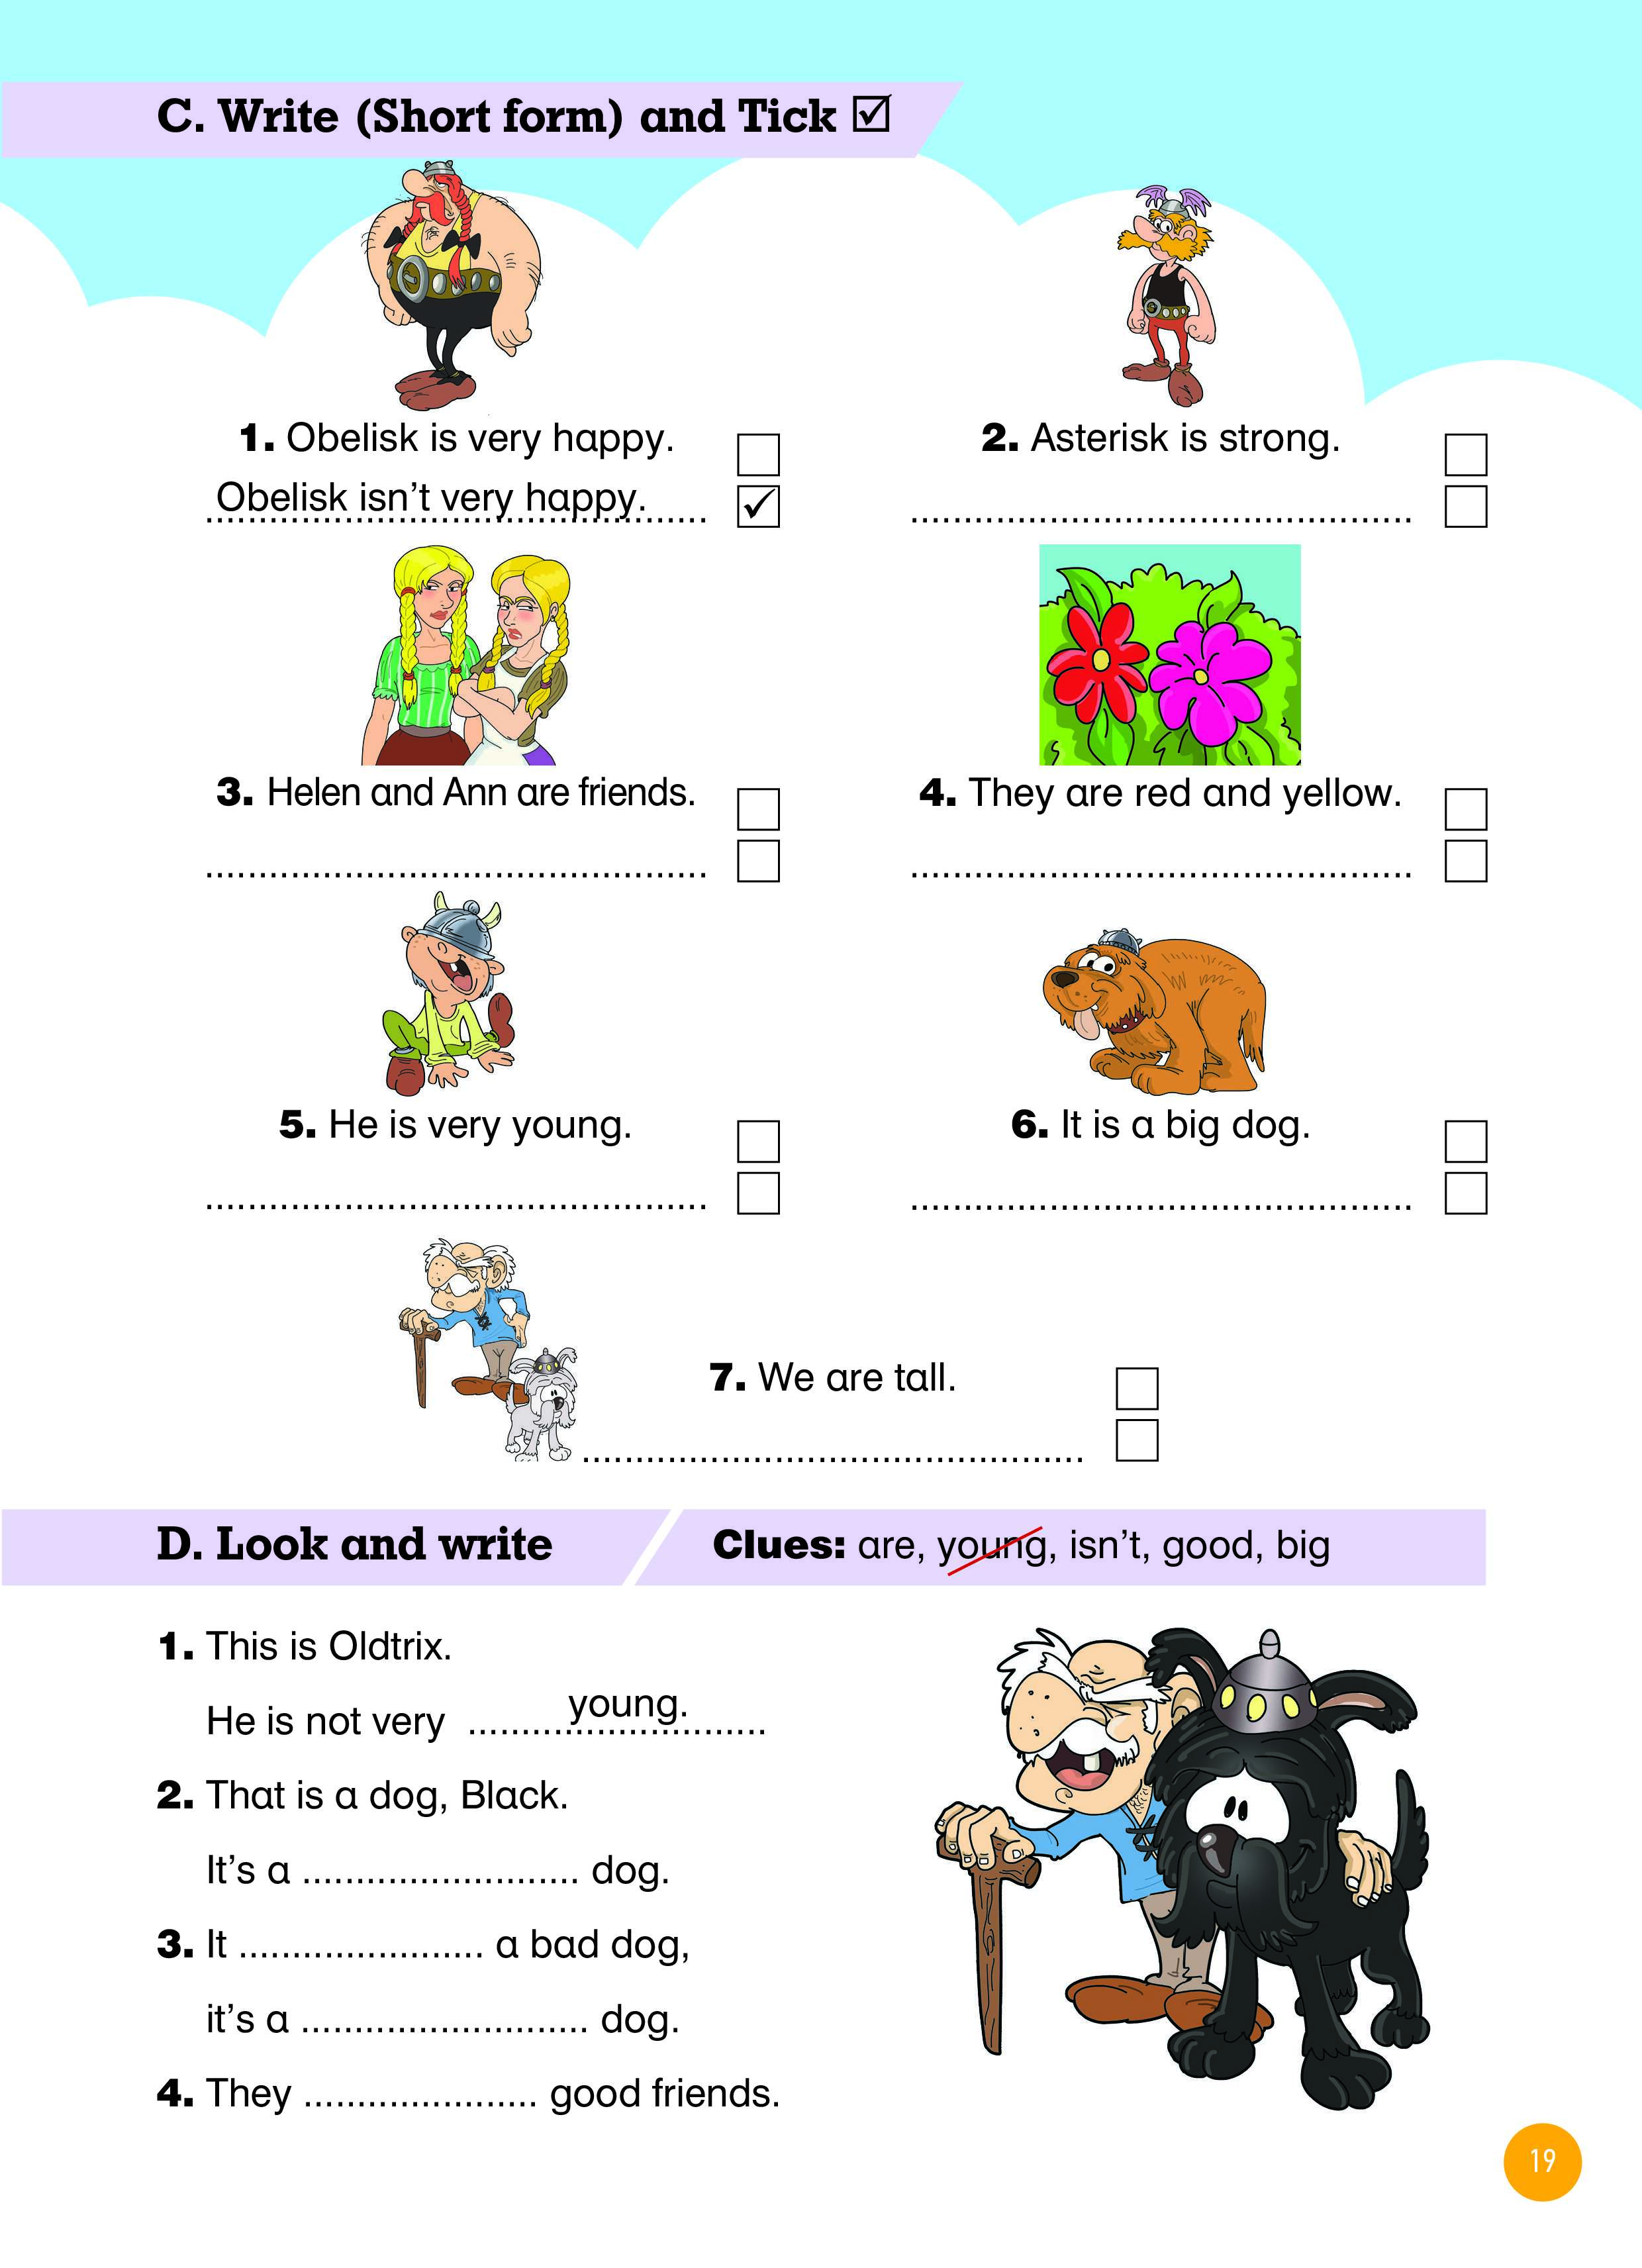 C. Write (Short form) and Tick ☑
1. Obelisk is very happy.
Obelisk isn’t very happy.
2. Asterisk is strong.
3. Helen and Ann are friends.
4. They are red and yellow.
5. He is very young.
6. It is a big dog.
7. We are tall.
D. Look and write
Clues: are, young, isn’t, good, big
1. This is Oldtrix.
He is not very young.
2. That is a dog, Black.
It’s a .......................... dog.
3. It ....................... a bad dog,
it’s a ........................... dog.
4. They ...................... good friends.
19